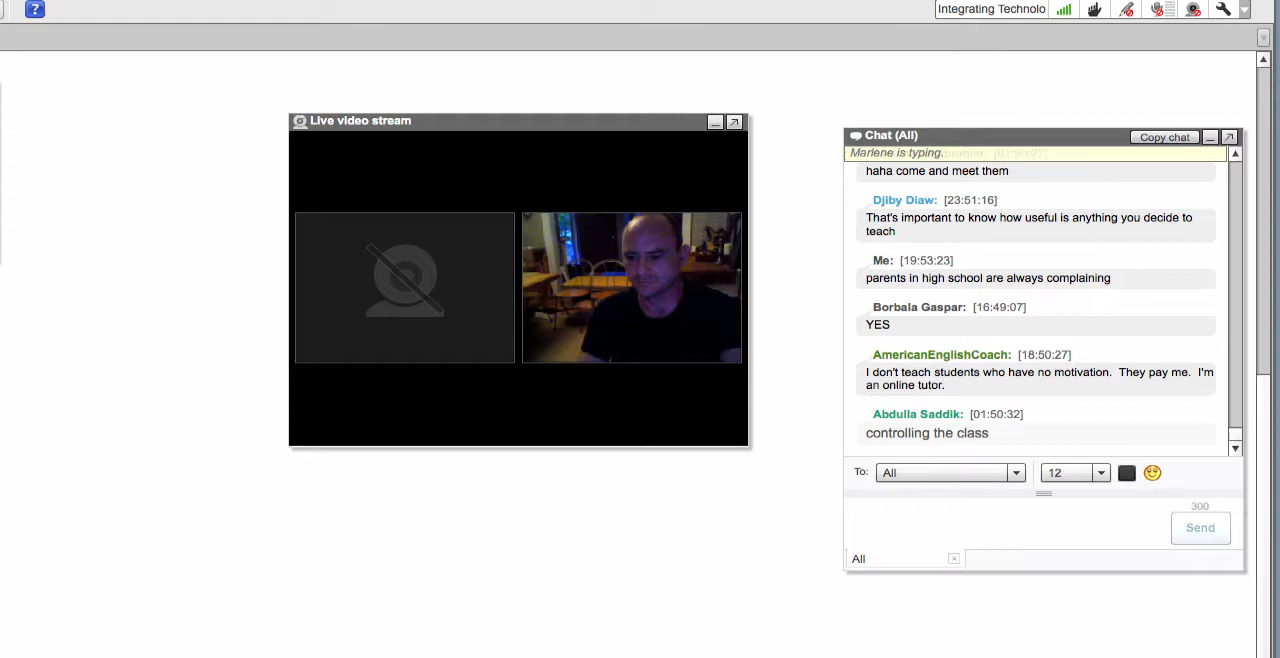 ?
Integrating Technolo
Live video stream
Chat (All)
Copy chat
Marlene is typing.
haha come and meet them
Djiby Diaw: [23:51:16]
That's important to know how useful is anything you decide to
teach
Me: [19:53:23]
parents in high school are always complaining
Borbala Gaspar: [16:49:07]
YES
AmericanEnglishCoach: [18:50:27]
I don't teach students who have no motivation. They pay me. I'm
an online tutor.
Abdulla Saddik: [01:50:32]
controlling the class
To: All 12
300
Send
All